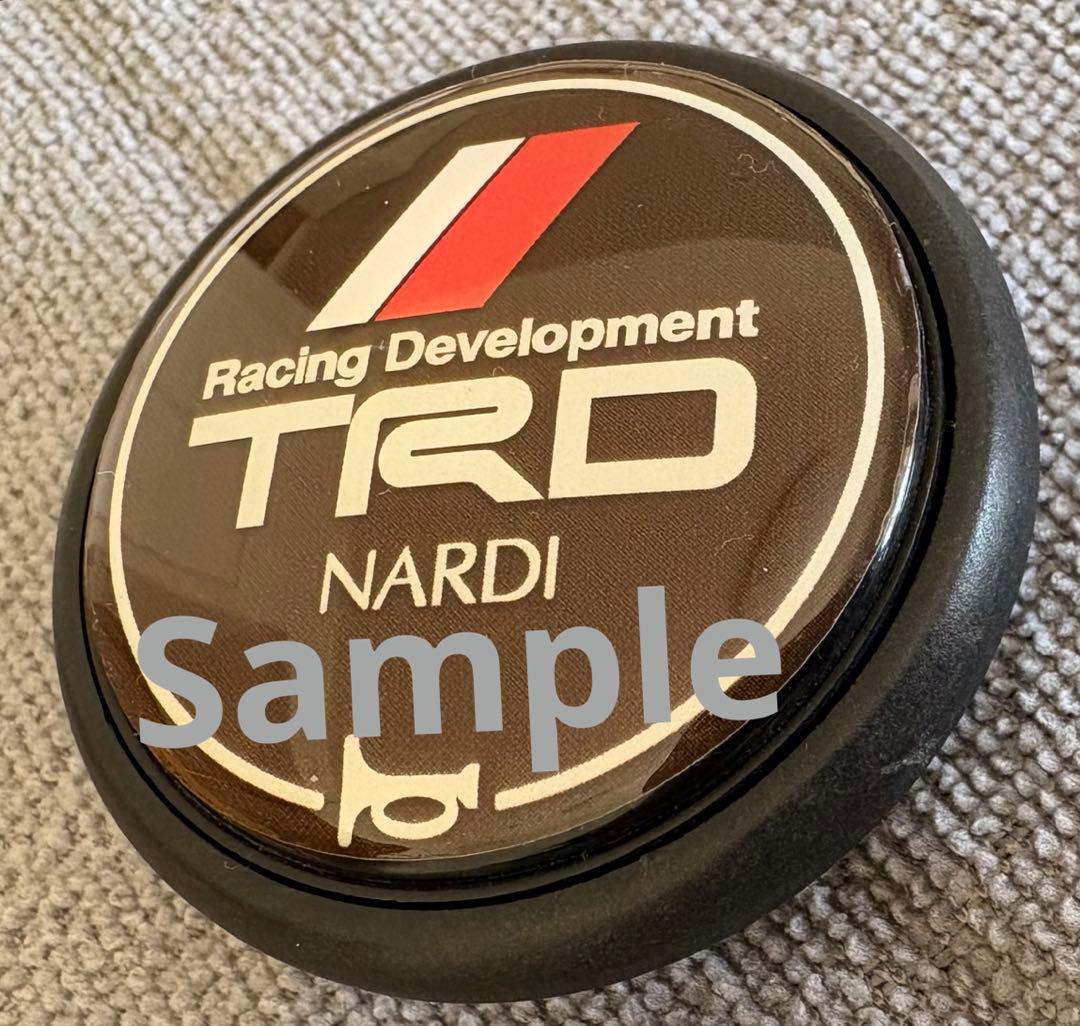 Racing Development
TRD
NARDI
Sample